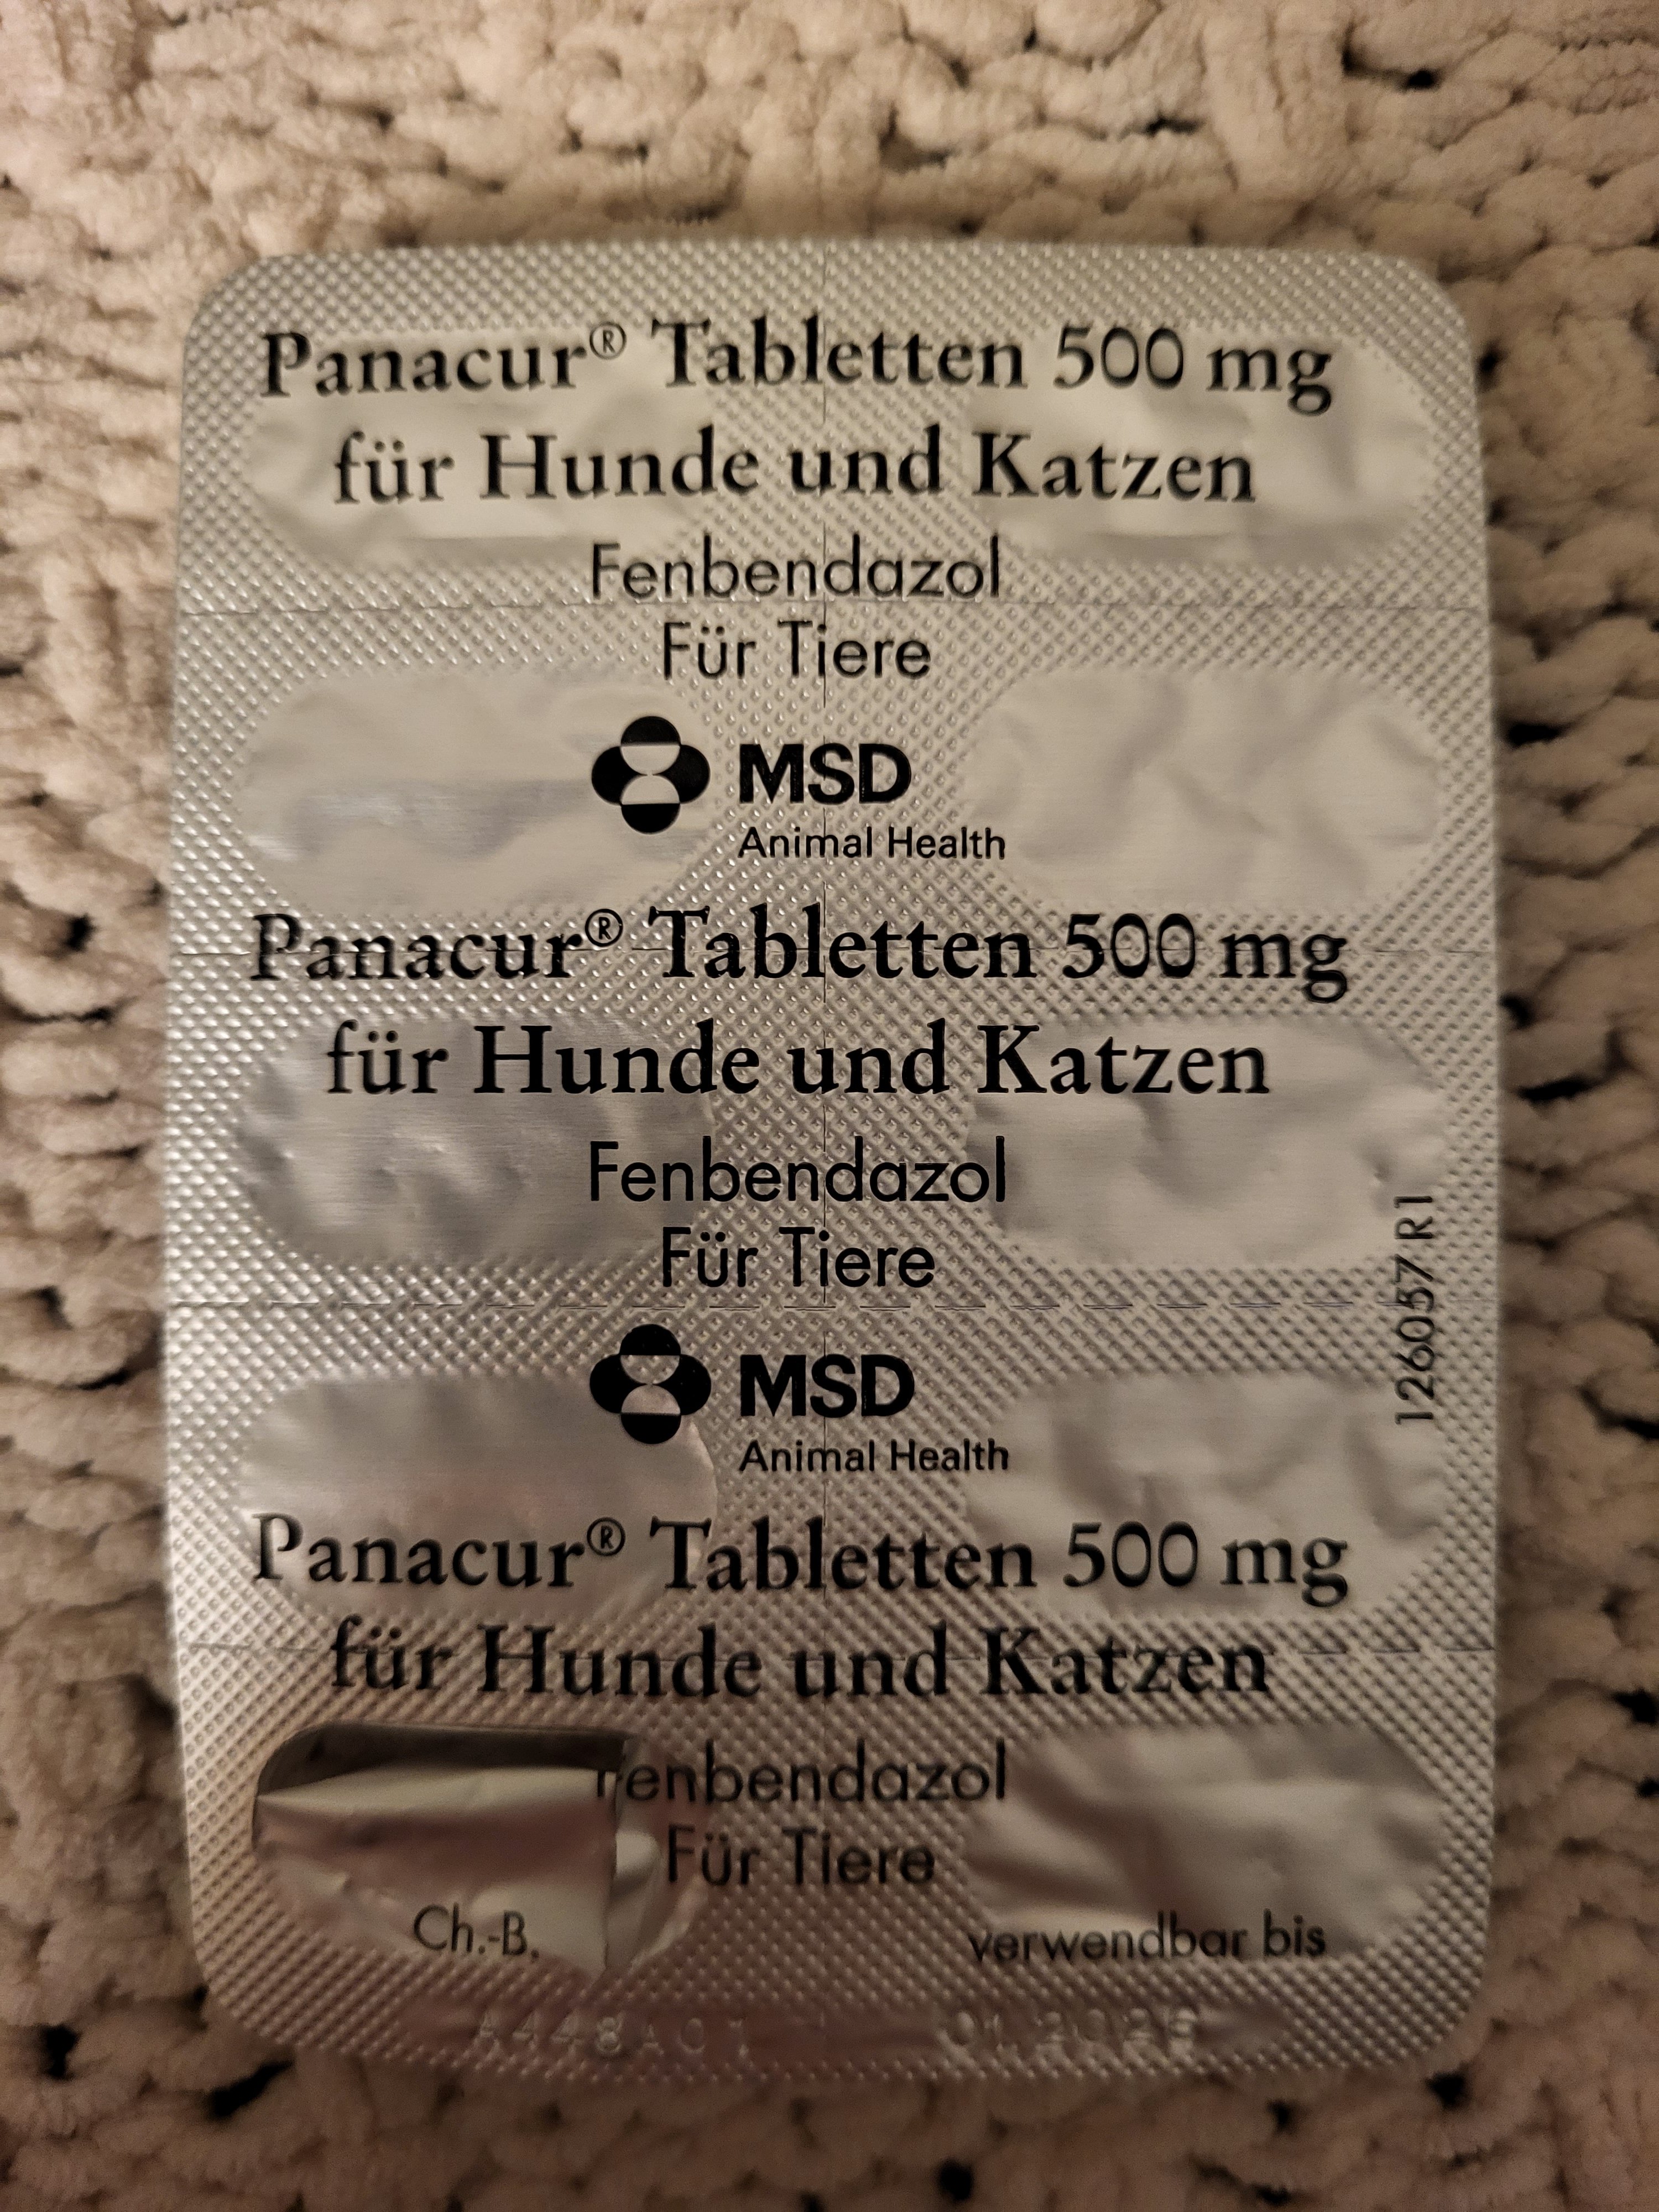 Panacur® Tabletten 500 mg
für Hunde und Katzen
Fenbendazol
Für Tiere
MSD
Animal Health
Panacur® Tabletten 500 mg
für Hunde und Katzen
Fenbendazol
Für Tiere
126057 R1
MSD
Animal Health
Panacur® Tabletten 500 mg
für Hunde und Katzen
Fenbendazol
Für Tiere
Ch.-B. verwendbar bis